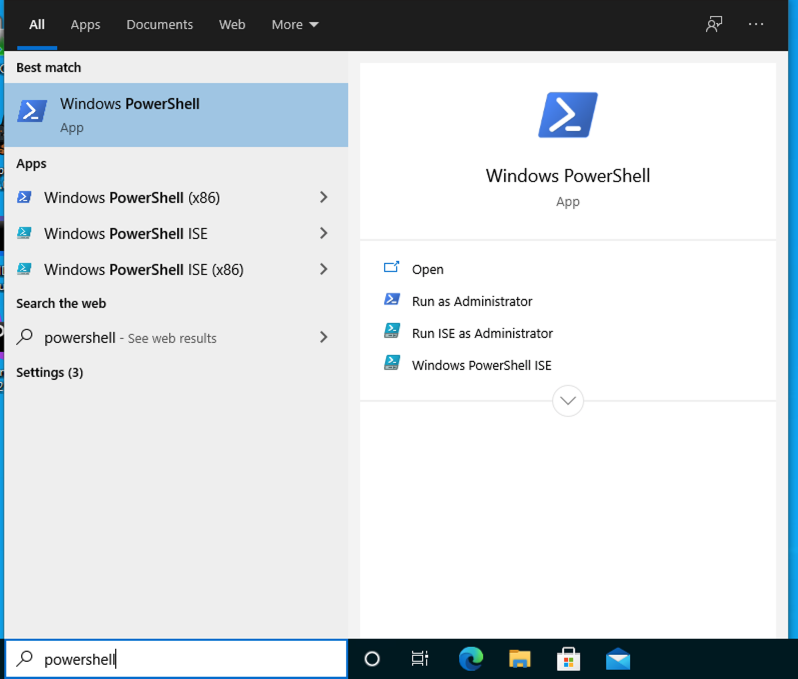 All Apps Documents Web More
Best match
Windows PowerShell
App
Apps
Windows PowerShell (x86)
Windows PowerShell ISE
Windows PowerShell ISE (x86)
Search the web
powershell - See web results
Settings (3)
Windows PowerShell
App
Open
Run as Administrator
Run ISE as Administrator
Windows PowerShell ISE
powershell